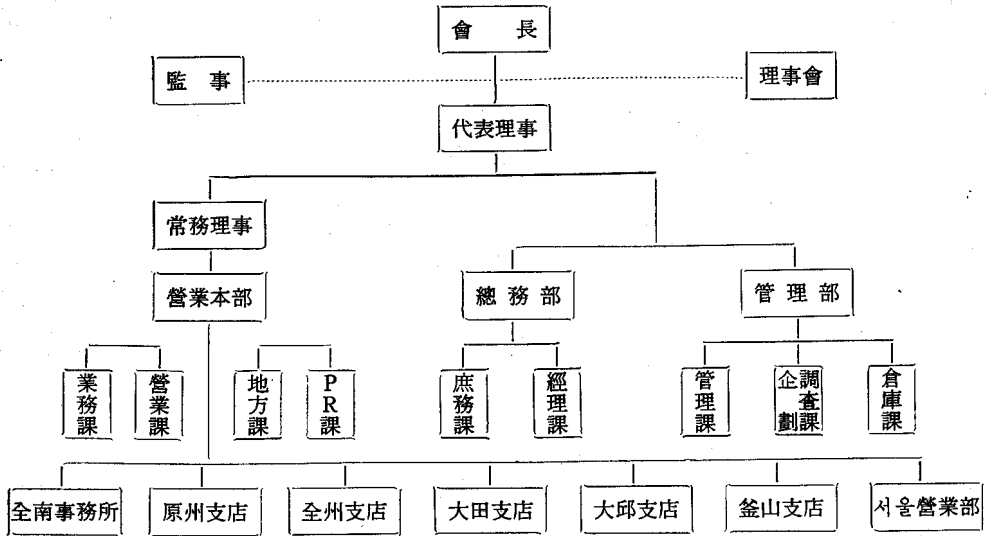 會長
監事
理事會
代表理事
常務理事
營業本部
總務部
管理部
業務課
營業課
地方課
PR課
庶務課
經理課
管理課
企劃調査課
倉庫課
全南事務所
原州支店
全州支店
大田支店
大邱支店
釜山支店
서울營業部